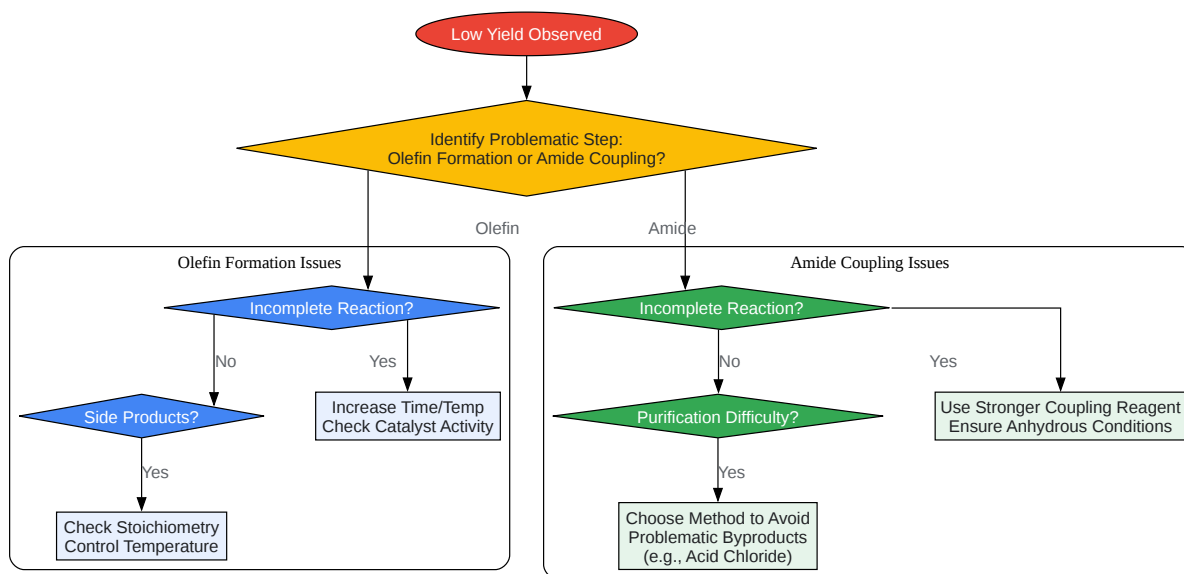 Low Yield Observed
Identify Problematic Step:
Olefin Formation or Amide Coupling?
Olefin
Amide
Olefin Formation Issues
Incomplete Reaction?
No
Yes
Side Products?
Increase Time/Temp
Check Catalyst Activity
Yes
Check Stoichiometry
Control Temperature
Amide Coupling Issues
Incomplete Reaction?
No
Yes
Purification Difficulty?
Use Stronger Coupling Reagent
Ensure Anhydrous Conditions
Yes
Choose Method to Avoid
Problematic Byproducts
(e.g., Acid Chloride)